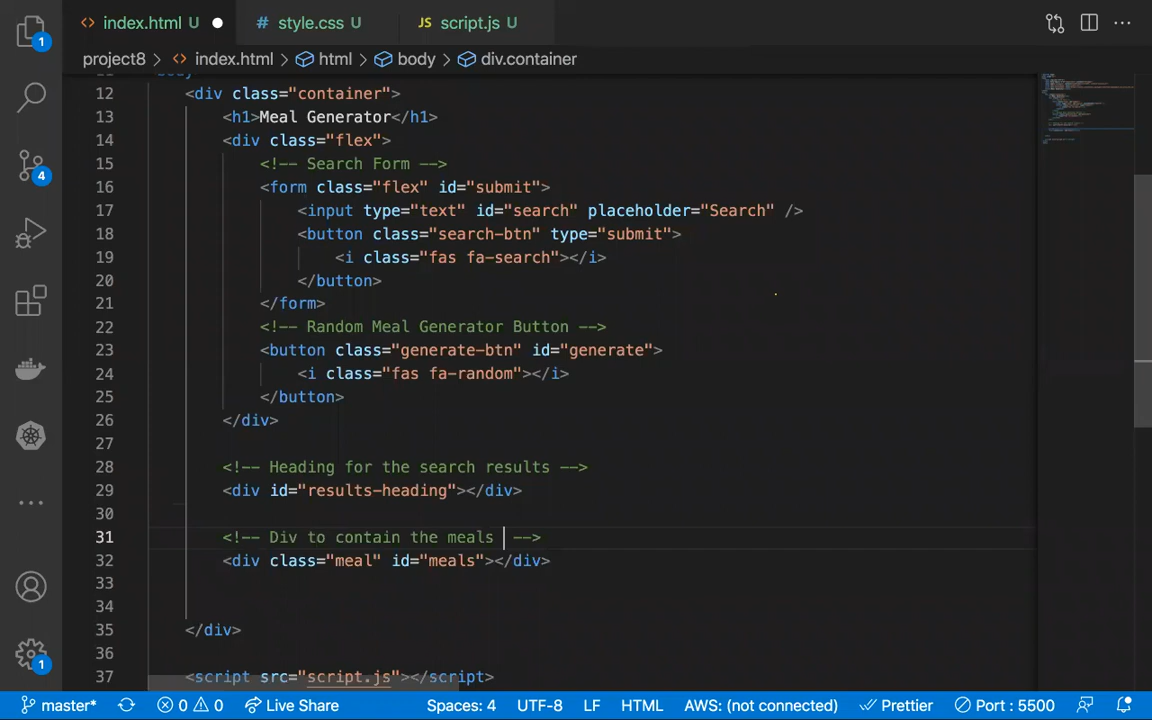 index.html U
# style.css U
JS script.js U
project8 > <> index.html > html > body > div.container
1
4
1
12 <div class="container">
13 <h1>Meal Generator</h1>
14 <div class="flex">
15 <!-- Search Form -->
16 <form class="flex" id="submit">
17 <input type="text" id="search" placeholder="Search" />
18 <button class="search-btn" type="submit">
19 <i class="fas fa-search"></i>
20 </button>
21 </form>
22 <!-- Random Meal Generator Button -->
23 <button class="generate-btn" id="generate">
24 <i class="fas fa-random"></i>
25 </button>
26 </div>
27
28 <!-- Heading for the search results -->
29 <div id="results-heading"></div>
30
31 <!-- Div to contain the meals  -->
32 <div class="meal" id="meals"></div>
33
34
35 </div>
36
37 <script src="script.js"></script>
master* 0 0 Live Share Spaces: 4 UTF-8 LF HTML AWS: (not connected) Prettier Port : 5500